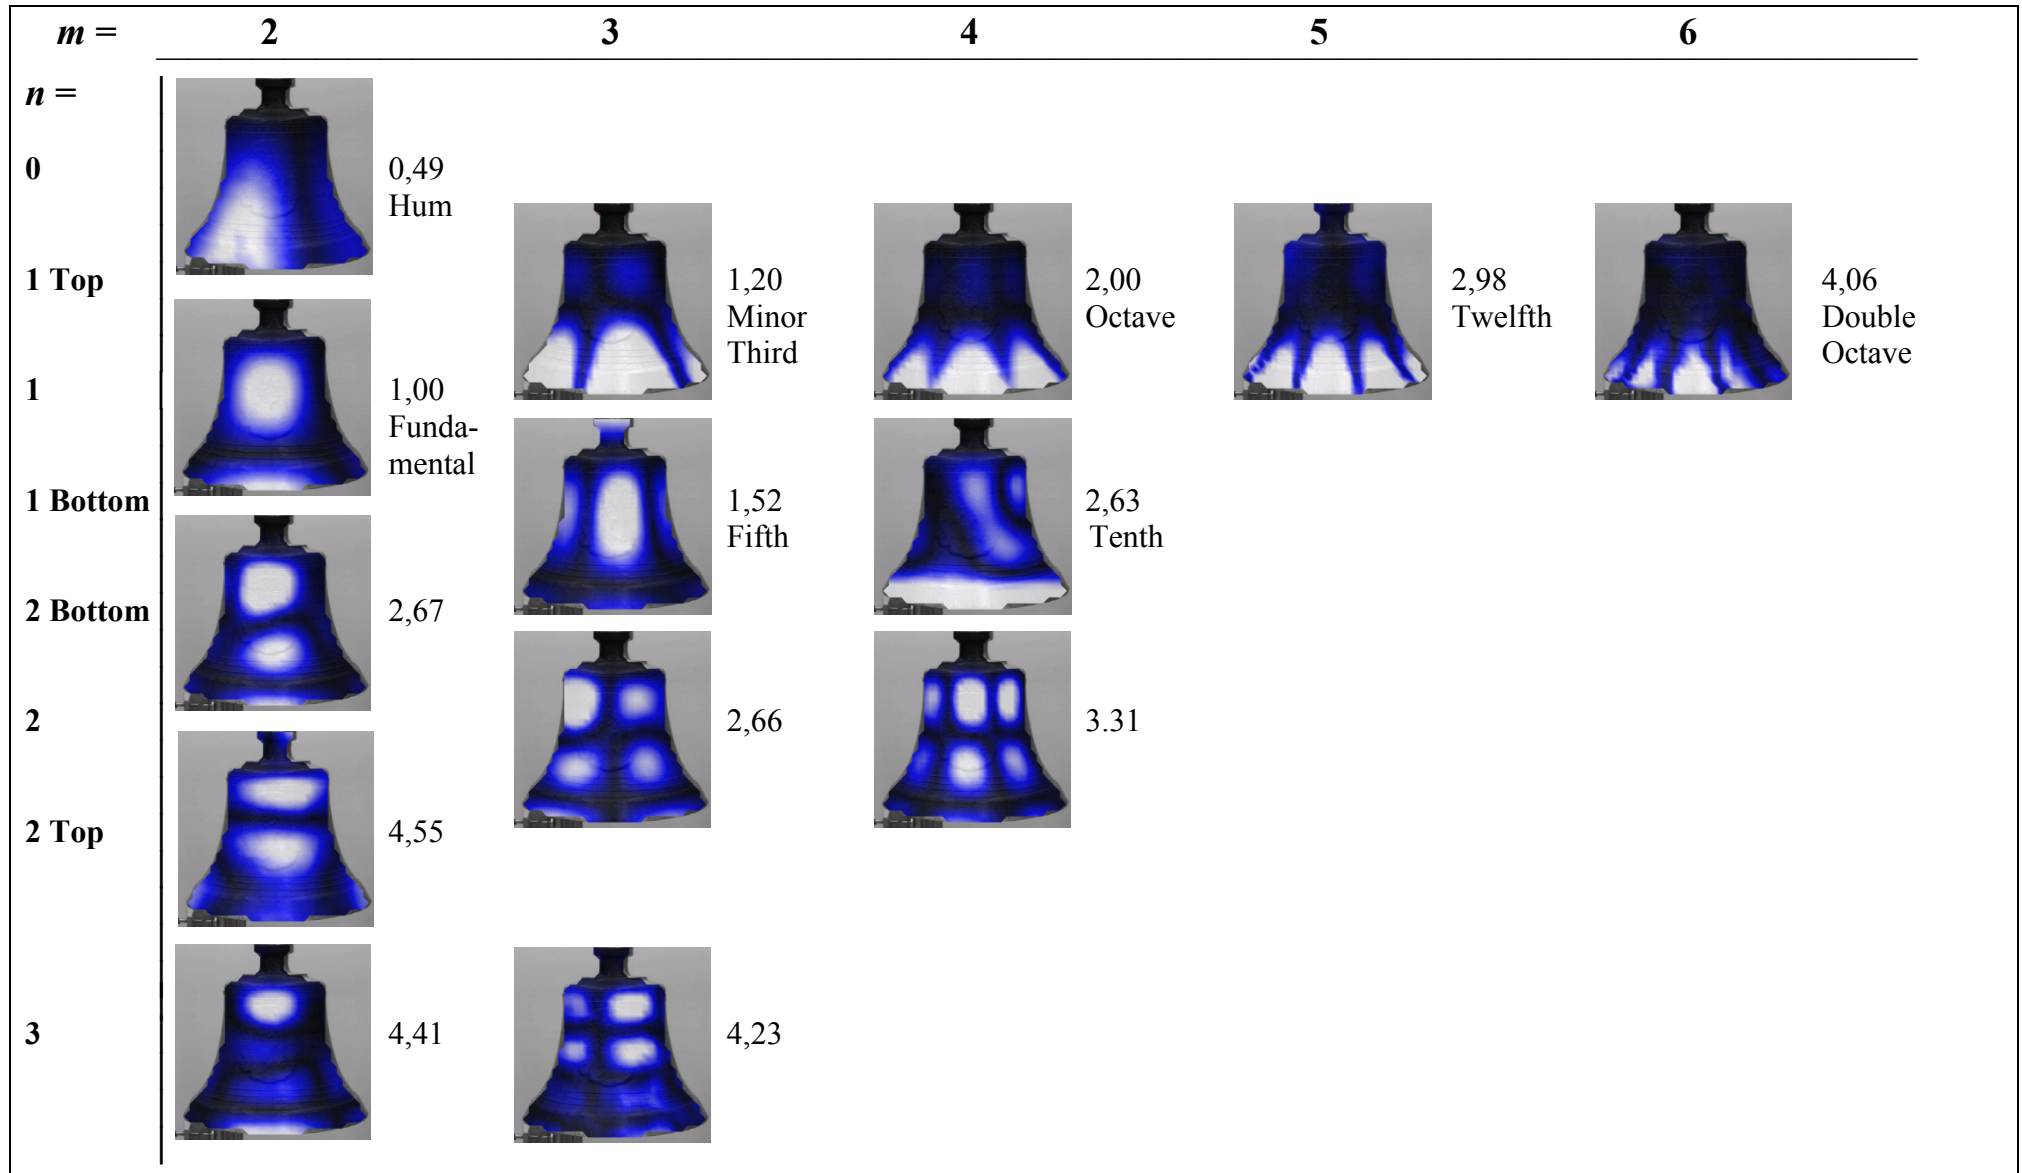 m = 2 3 4 5 6
n =
0 0,49
Hum
1 Top 1,20 2,00 2,98 4,06
Minor Octave Twelfth Double
Third Octave
1 1,00
Funda-
mental
1 Bottom 1,52 2,63
Fifth Tenth
2 Bottom 2,67
2 2,66 3.31
2 Top 4,55
3 4,41 4,23